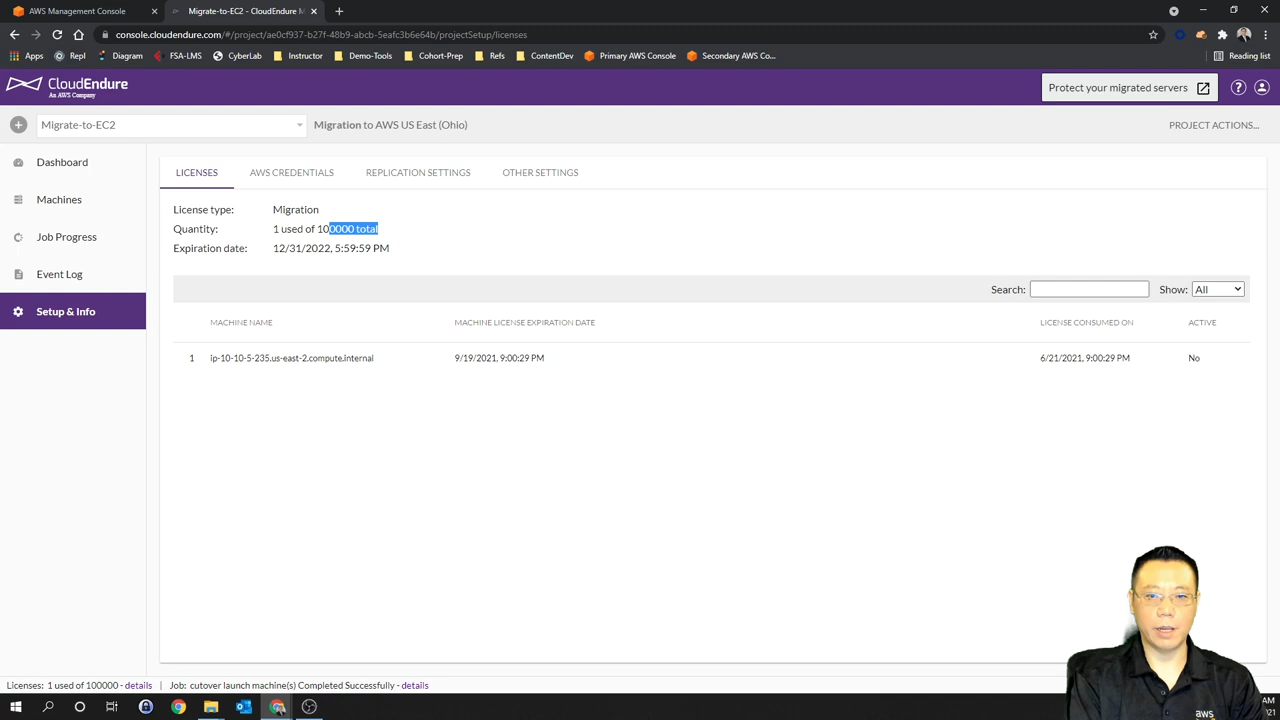 AWS Management Console
Migrate-to-EC2 - CloudEndure M
console.cloudendure.com/#/project/ae0cf937-b27f-48b9-abcb-5eafc3b6e64b/projectSetup/licenses
Apps Repl Diagram FSA-LMS CyberLab Instructor Demo-Tools Cohort-Prep Refs ContentDev Primary AWS Console Secondary AWS Co... Reading list
CloudEndure
An AWS Company
Protect your migrated servers
Migrate-to-EC2 Migration to AWS US East (Ohio) PROJECT ACTIONS...
Dashboard
Machines
Job Progress
Event Log
Setup & Info
LICENSES AWS CREDENTIALS REPLICATION SETTINGS OTHER SETTINGS
License type: Migration
Quantity: 1 used of 100000 total
Expiration date: 12/31/2022, 5:59:59 PM
Search: Show: All
MACHINE NAME MACHINE LICENSE EXPIRATION DATE LICENSE CONSUMED ON ACTIVE
1 ip-10-10-5-235.us-east-2.compute.internal 9/19/2021, 9:00:29 PM 6/21/2021, 9:00:29 PM No
Licenses: 1 used of 100000 - details | Job: cutover launch machine(s) Completed Successfully - details
aws
AM